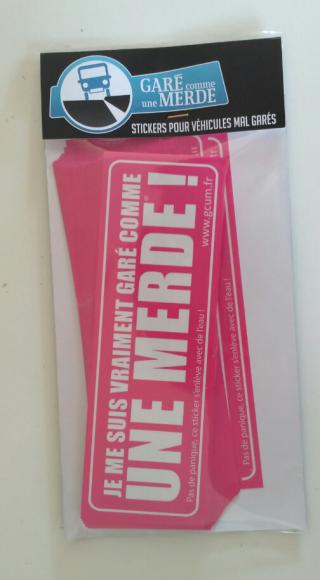 GARÉ comme
une MERDE
STICKERS POUR VÉHICULES MAL GARÉS
JE ME SUIS VRAIMENT GARÉ COMME
UNE MERDE !
Pas de panique, ce sticker s'enlève avec de l'eau !
www.gcum.fr
Pas de panique, ce sticker s'enlève avec de l'eau !